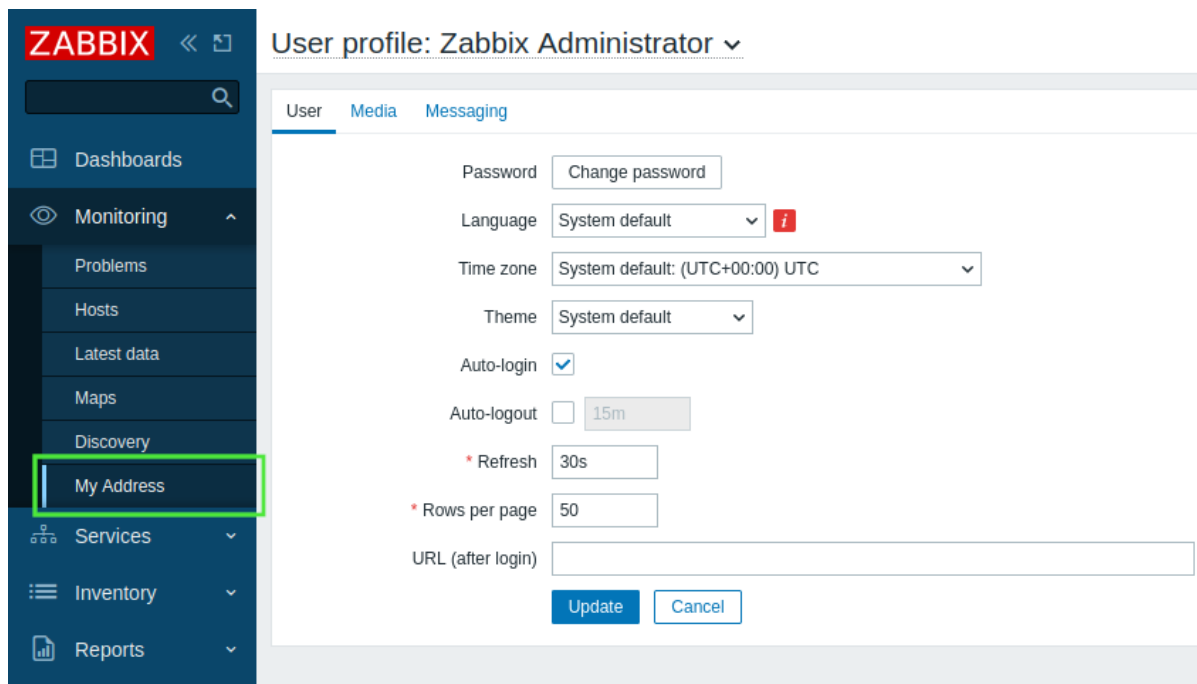 ZABBIX
User profile: Zabbix Administrator
User Media Messaging
Dashboards
Monitoring
Problems
Hosts
Latest data
Maps
Discovery
My Address
Services
Inventory
Reports
Password Change password
Language System default i
Time zone System default: (UTC+00:00) UTC
Theme System default
Auto-login
Auto-logout 15m
* Refresh 30s
* Rows per page 50
URL (after login)
Update Cancel